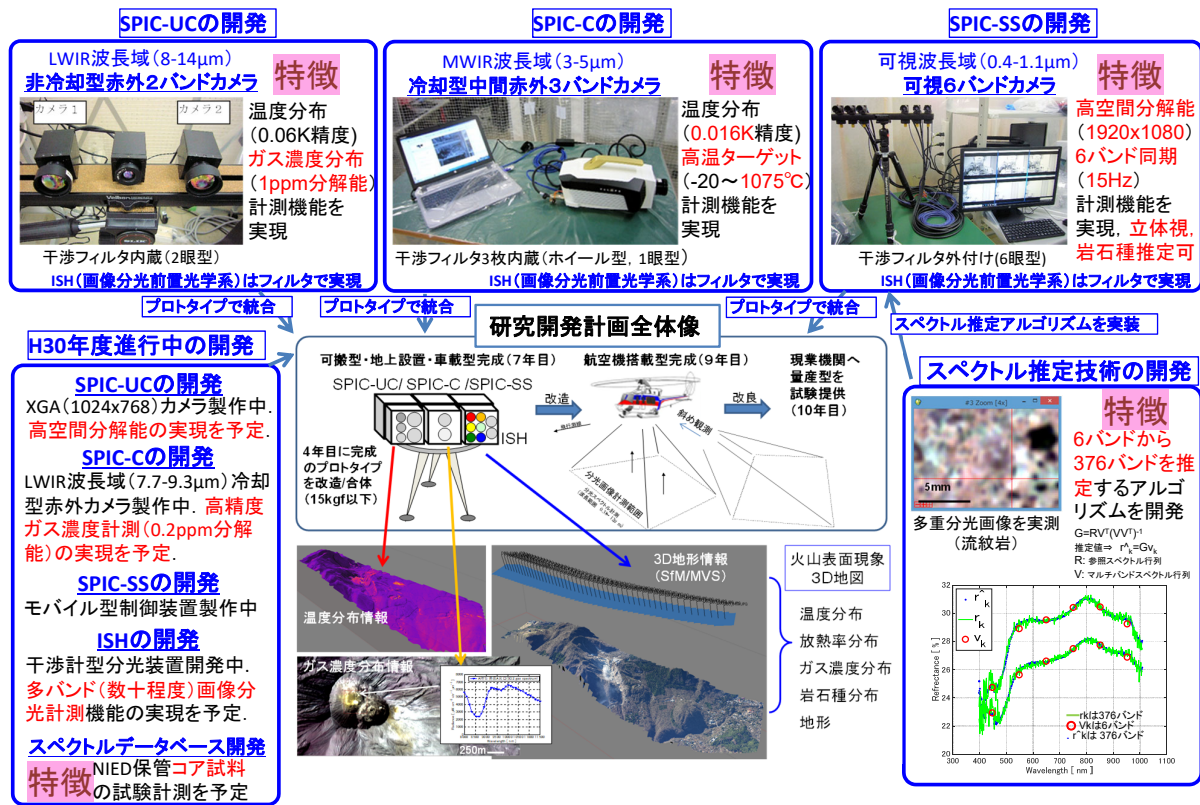 SPIC-UCの開発
LWIR波長域(8-14μm)
非冷却型赤外2バンドカメラ
特徴
カメラ1
カメラ2
温度分布
(0.06K精度)
ガス濃度分布
(1ppm分解能)
計測機能を
実現
干渉フィルタ内蔵(2眼型)
ISH(画像分光前置光学系)はフィルタで実現
プロトタイプで統合
SPIC-Cの開発
MWIR波長域(3-5μm)
冷却型中間赤外3バンドカメラ
特徴
温度分布
(0.016K精度)
高温ターゲット
(-20~1075℃)
計測機能を
実現
干渉フィルタ3枚内蔵(ホイール型, 1眼型)
ISH(画像分光前置光学系)はフィルタで実現
プロトタイプで統合
SPIC-SSの開発
可視波長域(0.4-1.1μm)
可視6バンドカメラ
特徴
高空間分解能
(1920x1080)
6バンド同期
(15Hz)
計測機能を
実現, 立体視,
岩石種推定可
干渉フィルタ外付け(6眼型)
ISH(画像分光前置光学系)はフィルタで実現
プロトタイプで統合
スペクトル推定アルゴリズムを実装
H30年度進行中の開発
SPIC-UCの開発
XGA(1024x768)カメラ製作中.
高空間分解能の実現を予定.
SPIC-Cの開発
LWIR波長域(7.7-9.3μm)冷却
型赤外カメラ製作中. 高精度
ガス濃度計測(0.2ppm分解
能)の実現を予定.
SPIC-SSの開発
モバイル型制御装置製作中
ISHの開発
干渉計型分光装置開発中.
多バンド(数十程度)画像分
光計測機能の実現を予定.
スペクトルデータベース開発
特徴
NIED保管コア試料
の試験計測を予定
研究開発計画全体像
可搬型・地上設置・車載型完成(7年目)
SPIC-UC/ SPIC-C /SPIC-SS
ISH
4年目に完成
のプロトタイプ
を改造/合体
(15kgf以下)
改造
航空機搭載型完成(9年目)
斜め観測
飛行直線
分光画像計測範囲
改良
現業機関へ
量産型を
試験提供
(10年目)
温度分布情報
ガス濃度分布情報
250m
3D地形情報
(SfM/MVS)
火山表面現象
3D地図
温度分布
放熱率分布
ガス濃度分布
岩石種分布
地形
スペクトル推定技術の開発
#3 Zoom [4x]
5mm
多重分光画像を実測
(流紋岩)
特徴
6バンドから
376バンドを推
定するアルゴ
リズムを開発
G=RVᵀ(VVᵀ)⁻¹
推定値⇒ r^k=Gvk
R: 参照スペクトル行列
V: マルチバンドスペクトル行列
r^k
rk
vk
Refrectance [ % ]
32
30
28
26
24
22
20
rkは376バンド
Vkは6バンド
r^kは 376バンド
300 400 500 600 700 800 900 1000 1100
Wavelength [ nm ]